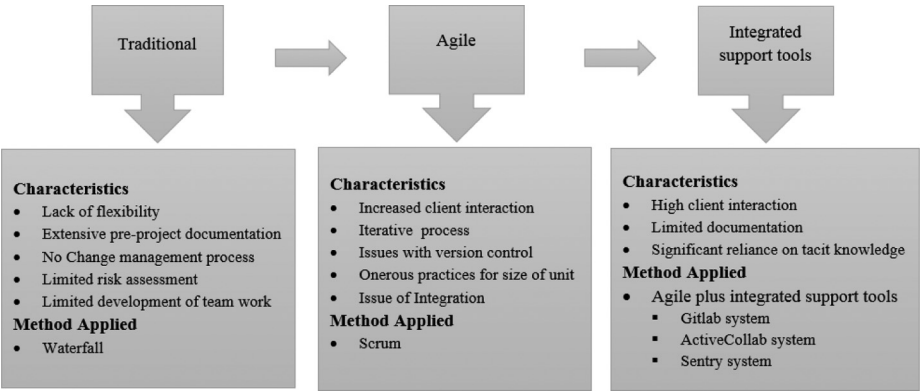 Traditional
Agile
Integrated
support tools
Characteristics
• Lack of flexibility
• Extensive pre-project documentation
• No Change management process
• Limited risk assessment
• Limited development of team work
Method Applied
• Waterfall
Characteristics
• Increased client interaction
• Iterative process
• Issues with version control
• Onerous practices for size of unit
• Issue of Integration
Method Applied
• Scrum
Characteristics
• High client interaction
• Limited documentation
• Significant reliance on tacit knowledge
Method Applied
• Agile plus integrated support tools
▪ Gitlab system
▪ ActiveCollab system
▪ Sentry system